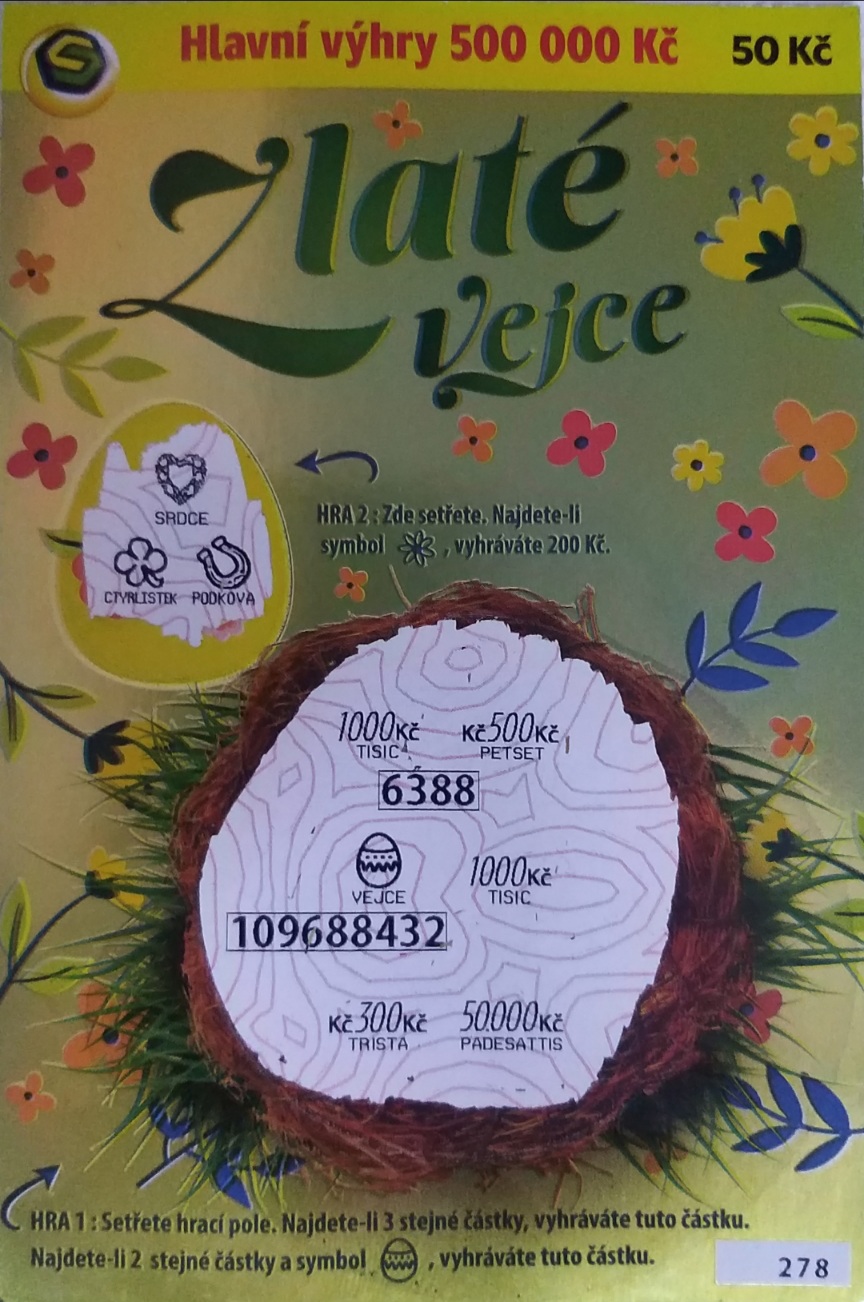 Hlavní výhry 500 000 Kč 50 Kč
Zlaté
vejce
SRDCE
CTYRLISTEK PODKOVA
HRA 2 : Zde setřete. Najdete-li
symbol , vyhráváte 200 Kč.
1000Kč Kč500Kč
TISIC PETSET
6388
1000Kč
VEJCE TISIC
109688432
Kč300Kč 50.000Kč
TRISTA PADESATTIS
HRA 1 : Setřete hrací pole. Najdete-li 3 stejné částky, vyhráváte tuto částku.
Najdete-li 2 stejné částky a symbol , vyhráváte tuto částku.
278